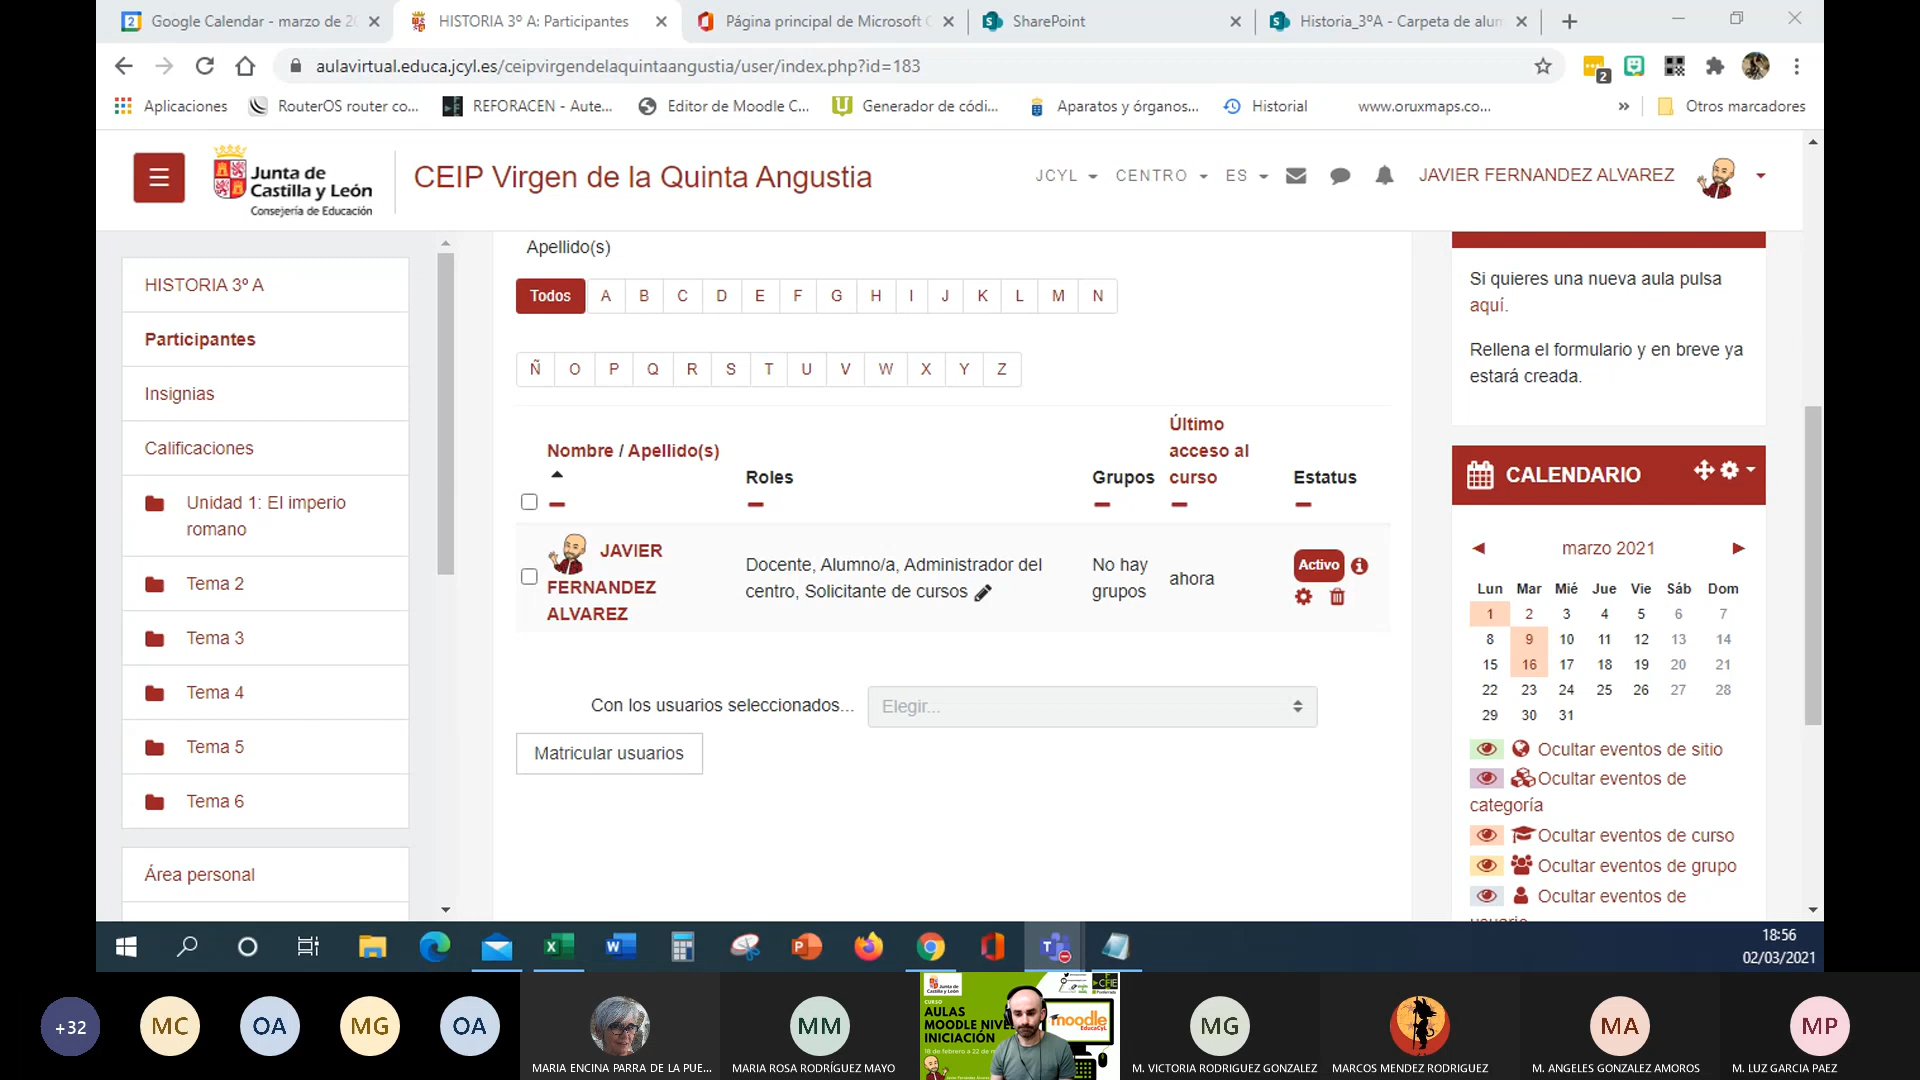 Google Calendar - marzo de 20
HISTORIA 3º A: Participantes
Página principal de Microsoft
SharePoint
Historia_3ºA - Carpeta de alum
aulavirtual.educa.jcyl.es/ceipvirgendelaquintaangustia/user/index.php?id=183
2
Aplicaciones
RouterOS router co...
REFORACEN - Aute...
Editor de Moodle C...
Generador de códi...
Aparatos y órganos...
Historial
www.oruxmaps.co...
»
Otros marcadores
Junta de
Castilla y León
Consejería de Educación
CEIP Virgen de la Quinta Angustia
JCYL
CENTRO
ES
JAVIER FERNANDEZ ALVAREZ
HISTORIA 3º A
Participantes
Insignias
Calificaciones
Unidad 1: El imperio
romano
Tema 2
Tema 3
Tema 4
Tema 5
Tema 6
Área personal
Apellido(s)
Todos A B C D E F G H I J K L M N
Ñ O P Q R S T U V W X Y Z
Nombre / Apellido(s)
Roles
Grupos
Último
acceso al
curso
Estatus
JAVIER
FERNANDEZ
ALVAREZ
Docente, Alumno/a, Administrador del
centro, Solicitante de cursos
No hay
grupos
ahora
Activo
Con los usuarios seleccionados...
Elegir...
Matricular usuarios
Si quieres una nueva aula pulsa
aquí.
Rellena el formulario y en breve ya
estará creada.
CALENDARIO
marzo 2021
Lun Mar Mié Jue Vie Sáb Dom
1 2 3 4 5 6 7
8 9 10 11 12 13 14
15 16 17 18 19 20 21
22 23 24 25 26 27 28
29 30 31
Ocultar eventos de sitio
Ocultar eventos de
categoría
Ocultar eventos de curso
Ocultar eventos de grupo
Ocultar eventos de
usuario
18:56
02/03/2021
+32
MC
OA
MG
OA
MARIA ENCINA PARRA DE LA PUE...
MM
MARIA ROSA RODRÍGUEZ MAYO
Junta de
Castilla y León
CFIE
CURSO
AULAS
MOODLE NIVE
INICIACIÓN
moodle
EducaCyL
MG
M. VICTORIA RODRIGUEZ GONZALEZ
MARCOS MENDEZ RODRIGUEZ
MA
M. ANGELES GONZALEZ AMOROS
MP
M. LUZ GARCIA PAEZ